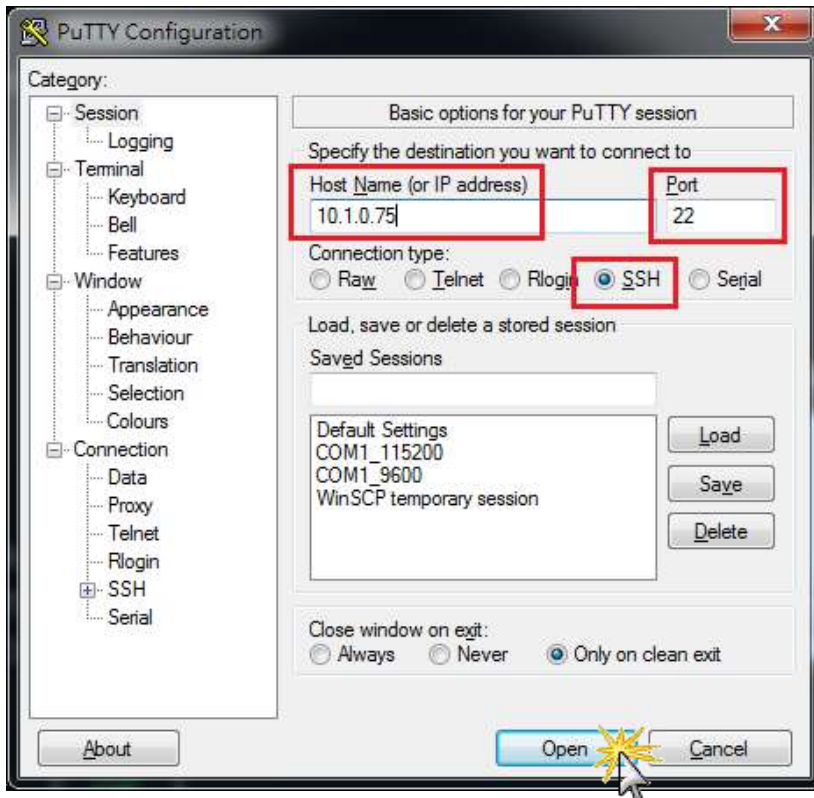 PuTTY Configuration
Category:
Session
Logging
Terminal
Keyboard
Bell
Features
Window
Appearance
Behaviour
Translation
Selection
Colours
Connection
Data
Proxy
Telnet
Rlogin
SSH
Serial
Basic options for your PuTTY session
Specify the destination you want to connect to
Host Name (or IP address) Port
10.1.0.75 22
Connection type:
Raw Telnet Rlogin SSH Serial
Load, save or delete a stored session
Saved Sessions
Default Settings
COM1_115200
COM1_9600
WinSCP temporary session
Load
Save
Delete
Close window on exit:
Always Never Only on clean exit
About Open Cancel